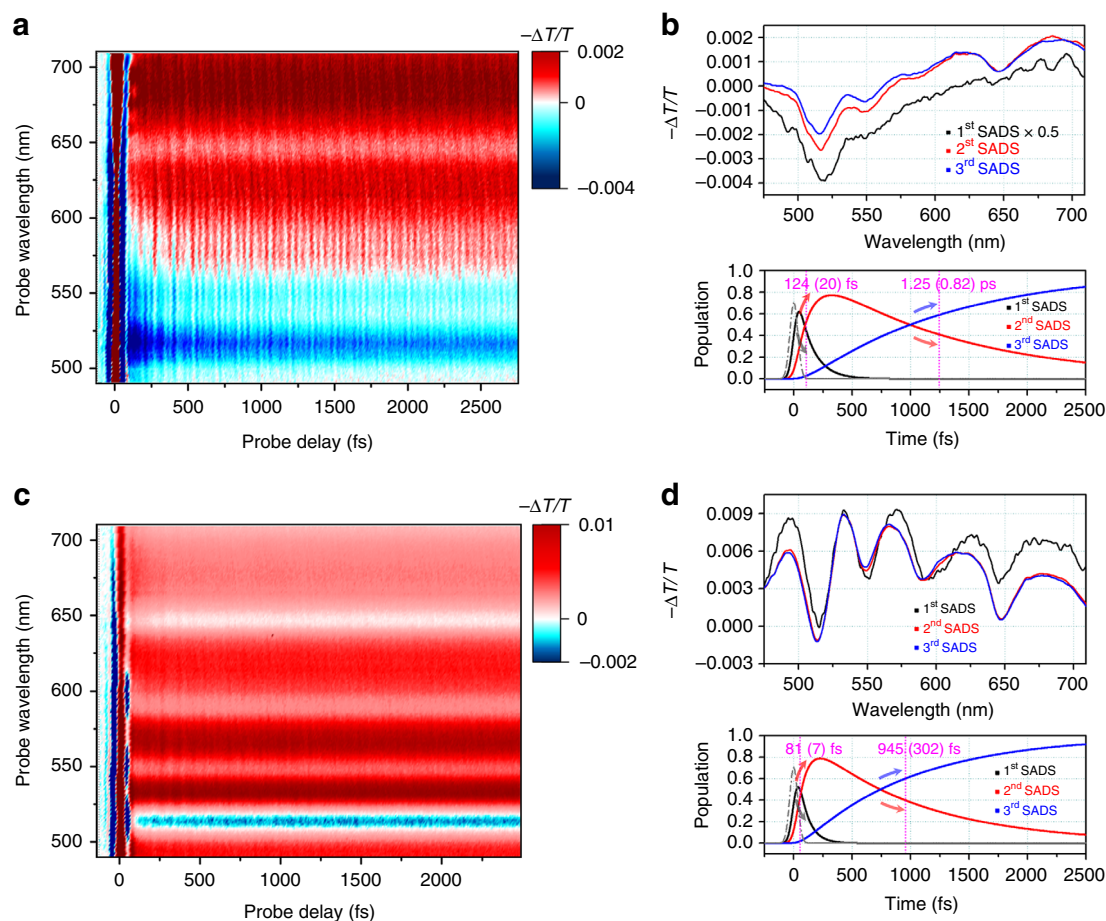 a
−ΔT/T
0.002
0
−0.004
700
650
600
550
500
Probe wavelength (nm)
0 500 1000 1500 2000 2500
Probe delay (fs)
b
0.002
0.001
0.000
−0.001
−0.002
−0.003
−0.004
−ΔT/T
1st SADS × 0.5
2st SADS
3rd SADS
500 550 600 650 700
Wavelength (nm)
1.0
0.8
0.6
0.4
0.2
0.0
Population
124 (20) fs
1.25 (0.82) ps
1st SADS
2nd SADS
3rd SADS
0 500 1000 1500 2000 2500
Time (fs)
c
−ΔT/T
0.01
0
−0.002
700
650
600
550
500
Probe wavelength (nm)
0 500 1000 1500 2000
Probe delay (fs)
d
0.009
0.006
0.003
0.000
−0.003
−ΔT/T
1st SADS
2nd SADS
3rd SADS
500 550 600 650 700
Wavelength (nm)
1.0
0.8
0.6
0.4
0.2
0.0
Population
81 (7) fs
945 (302) fs
1st SADS
2nd SADS
3rd SADS
0 500 1000 1500 2000 2500
Time (fs)